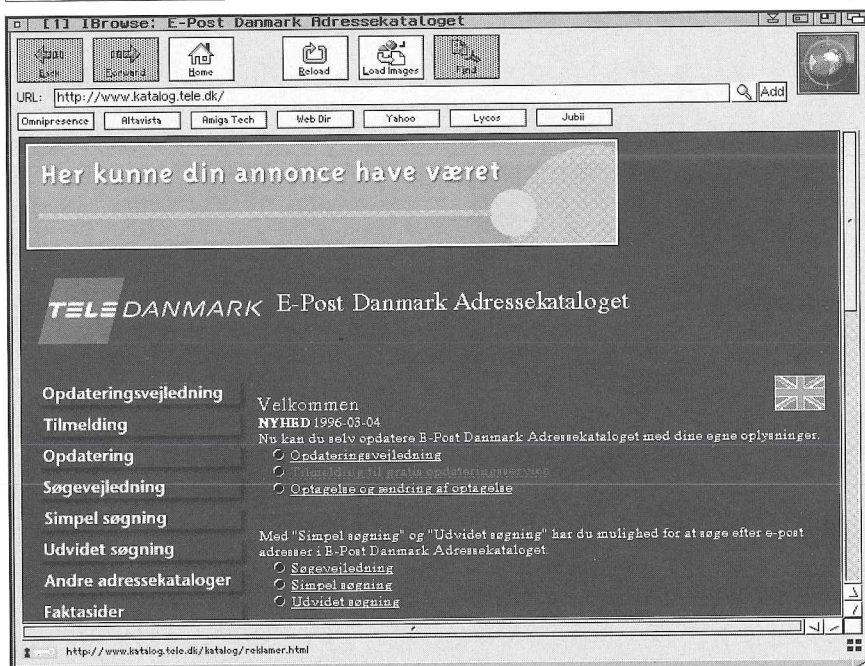 [1] IBrowse: E-Post Danmark Adressekataloget
Back Forward Home Reload Load Images Find
URL: http://www.katalog.tele.dk/ Add
Omnipresence Altavista Amiga Tech Web Dir Yahoo Lycos Jubii
Her kunne din annonce have været
TELE DANMARK E-Post Danmark Adressekataloget
Opdateringsvejledning
Tilmelding
Opdatering
Søgevejledning
Simpel søgning
Udvidet søgning
Andre adressekataloger
Faktasider
Velkommen
NYHED 1996-03-04
Nu kan du selv opdatere E-Post Danmark Adressekataloget med dine egne oplysninger.
Opdateringsvejledning
Tilmelding til gratis opdateringsservice
Optagelse og ændring af optagelse
Med "Simpel søgning" og "Udvidet søgning" har du mulighed for at søge efter e-post
adresser i E-Post Danmark Adressekataloget.
Søgevejledning
Simpel søgning
Udvidet søgning
http://www.katalog.tele.dk/katalog/reklamer.html